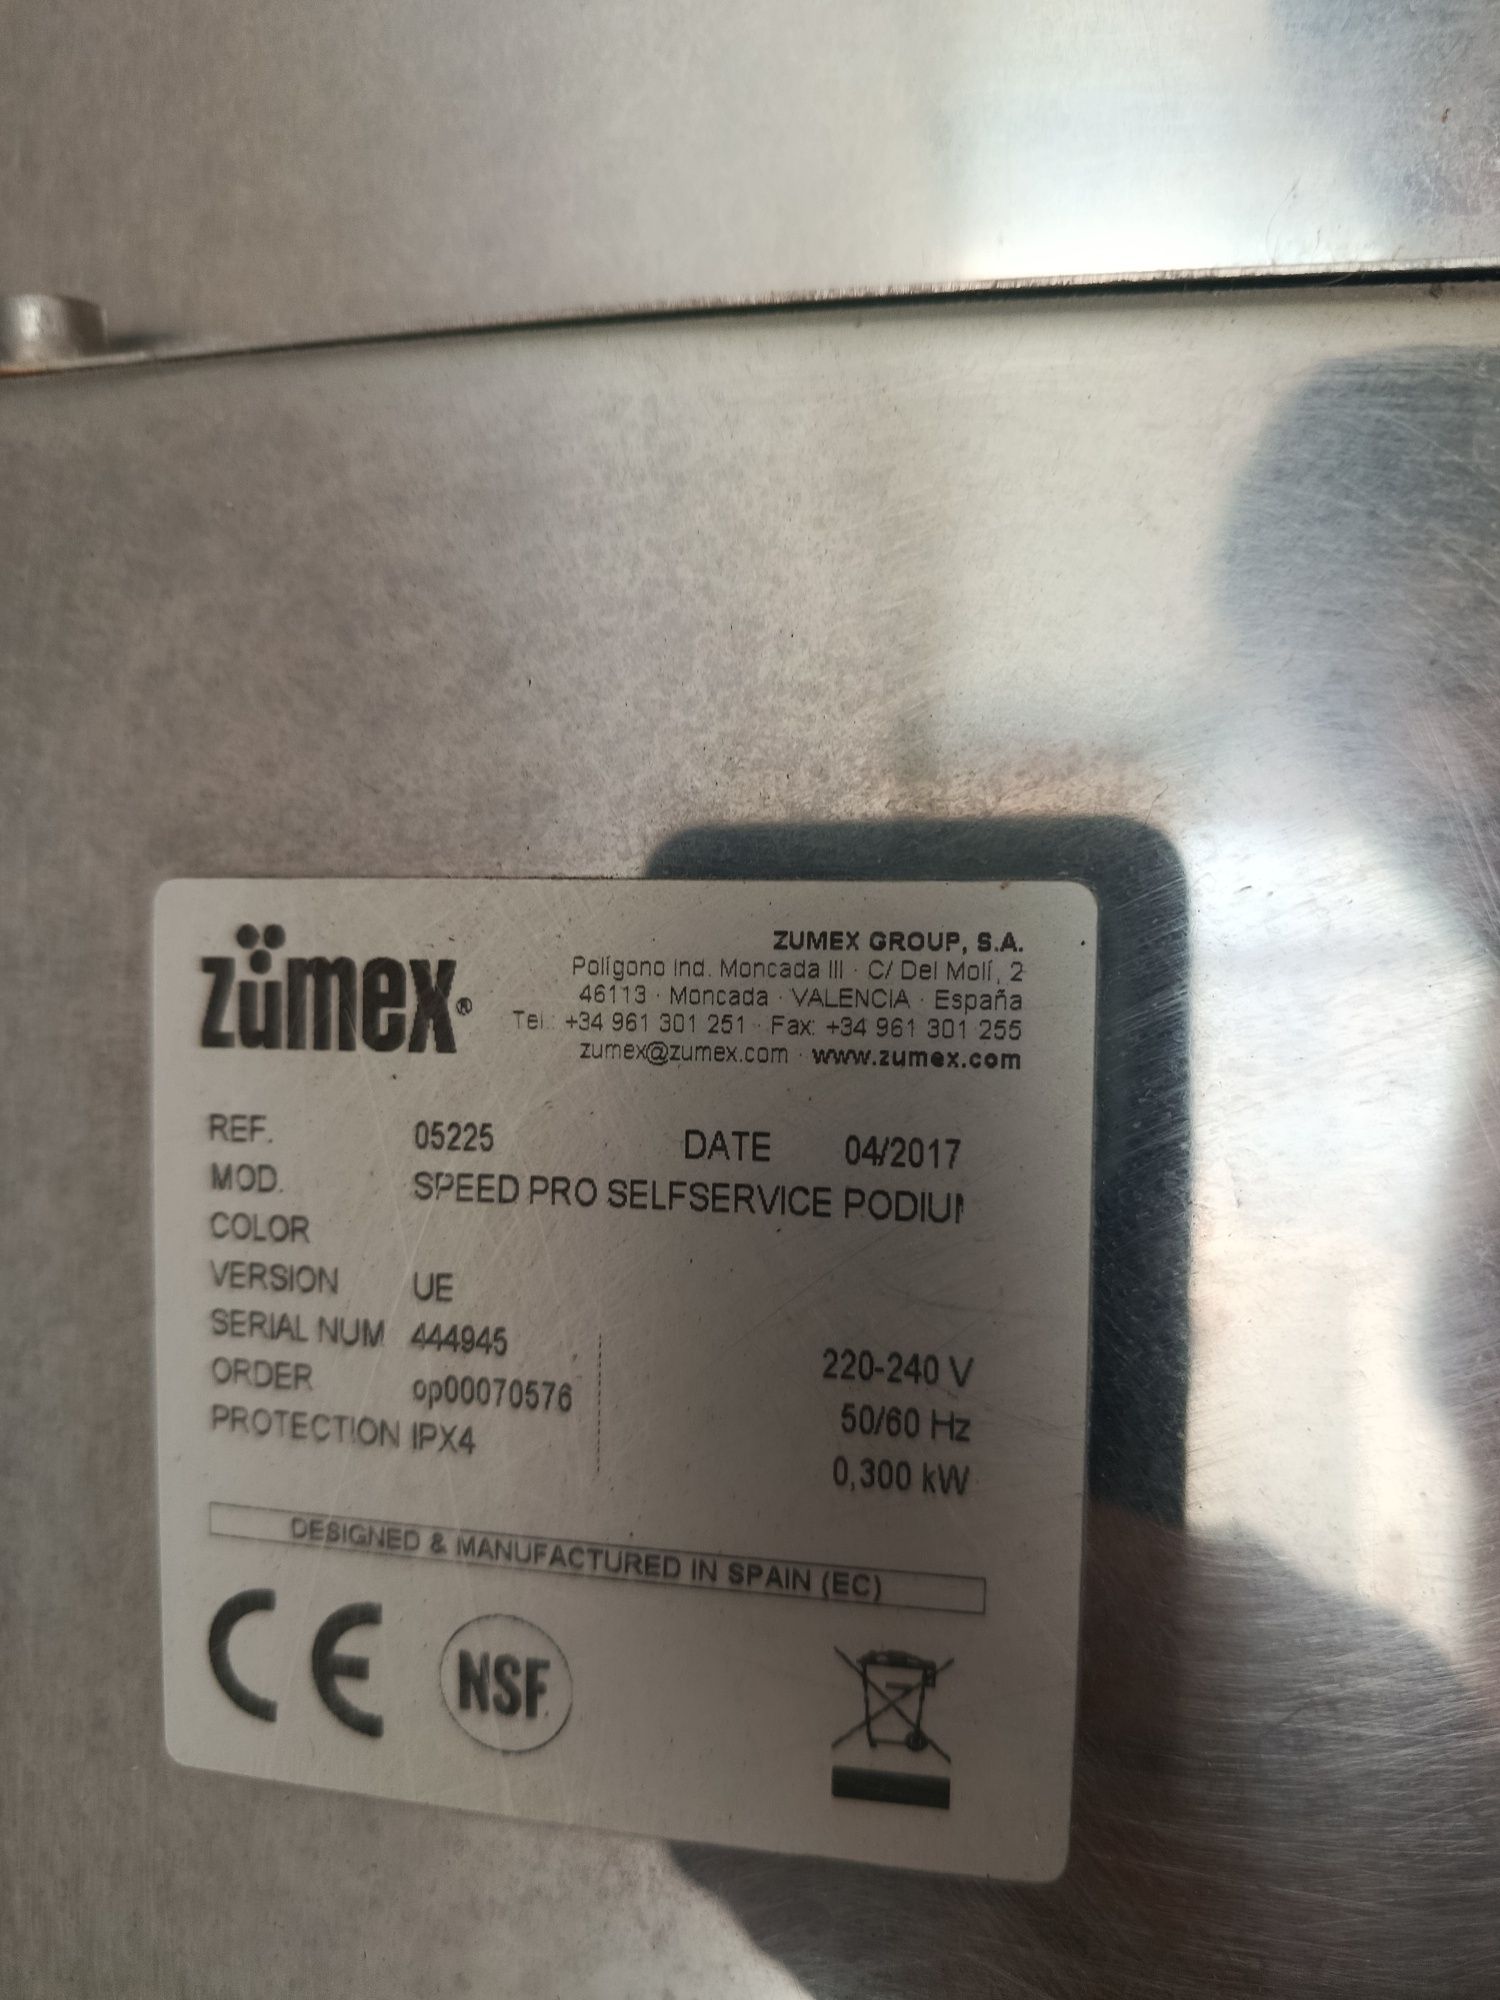 zümex®
ZUMEX GROUP, S.A.
Polígono Ind. Moncada III · C/ Del Molí, 2
46113 · Moncada · VALENCIA · España
Tel.: +34 961 301 251 · Fax: +34 961 301 255
zumex@zumex.com · www.zumex.com
REF. 05225 DATE 04/2017
MOD. SPEED PRO SELFSERVICE PODIUM
COLOR
VERSION UE
SERIAL NUM 444945
220-240 V
ORDER op00070576
50/60 Hz
PROTECTION IPX4
0,300 kW
DESIGNED & MANUFACTURED IN SPAIN (EC)
CE NSF